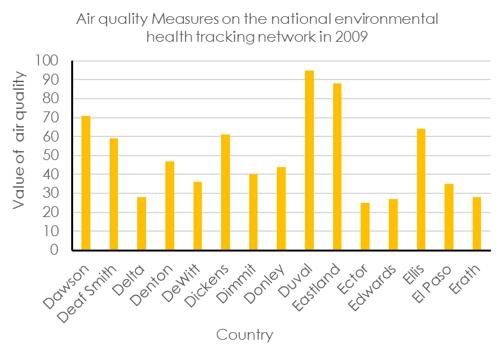 Air quality Measures on the national environmental
health tracking network in 2009
Value of air quality
100
90
80
70
60
50
40
30
20
10
0
Dawson
Deaf Smith
Delta
Denton
DeWitt
Dickens
Dimmit
Donley
Duval
Eastland
Ector
Edwards
Ellis
El Paso
Erath
Country